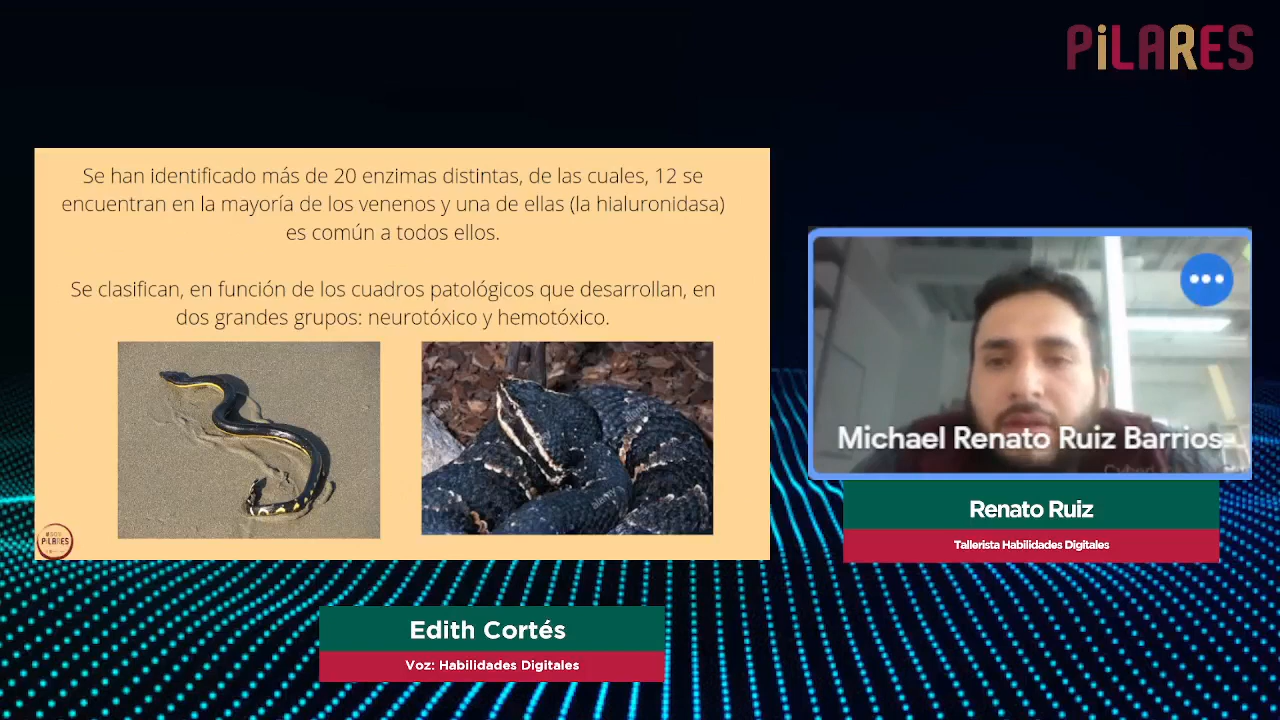 PiLARES
Se han identificado más de 20 enzimas distintas, de las cuales, 12 se
encuentran en la mayoría de los venenos y una de ellas (la hialuronidasa)
es común a todos ellos.
Se clasifican, en función de los cuadros patológicos que desarrollan, en
dos grandes grupos: neurotóxico y hemotóxico.
alamy
alamy
PiLARES
Michael Renato Ruiz Barrios
Renato Ruiz
Tallerista Habilidades Digitales
Edith Cortés
Voz: Habilidades Digitales